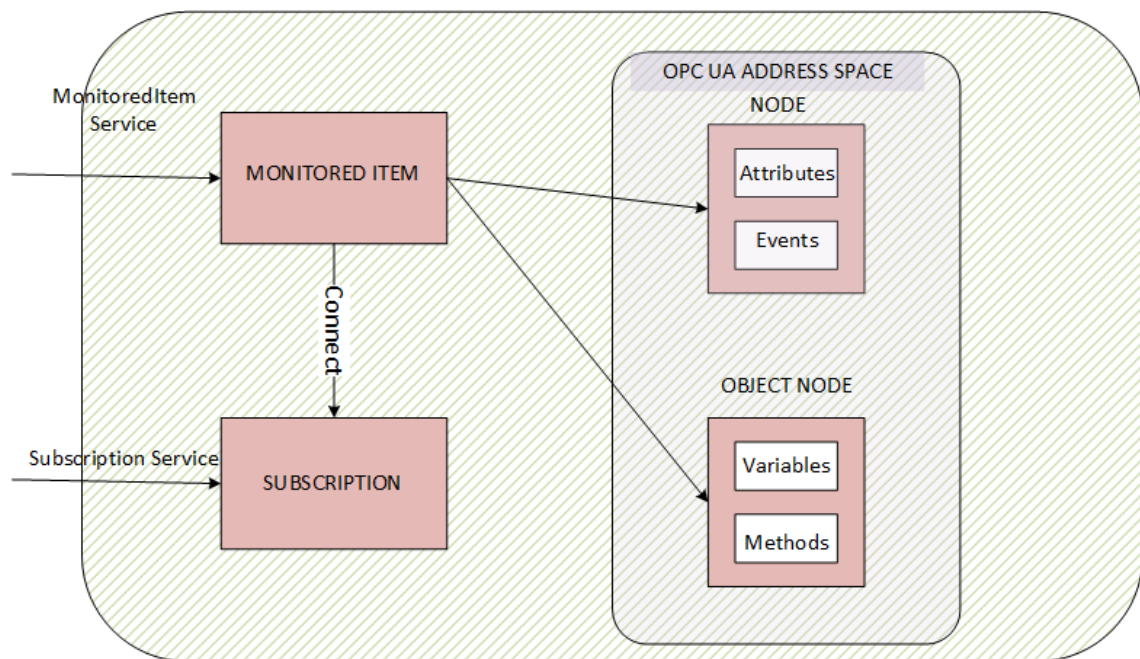 OPC UA ADDRESS SPACE
MonitoredItem
Service
NODE
MONITORED ITEM
Attributes
Events
Connect
OBJECT NODE
Subscription Service
SUBSCRIPTION
Variables
Methods